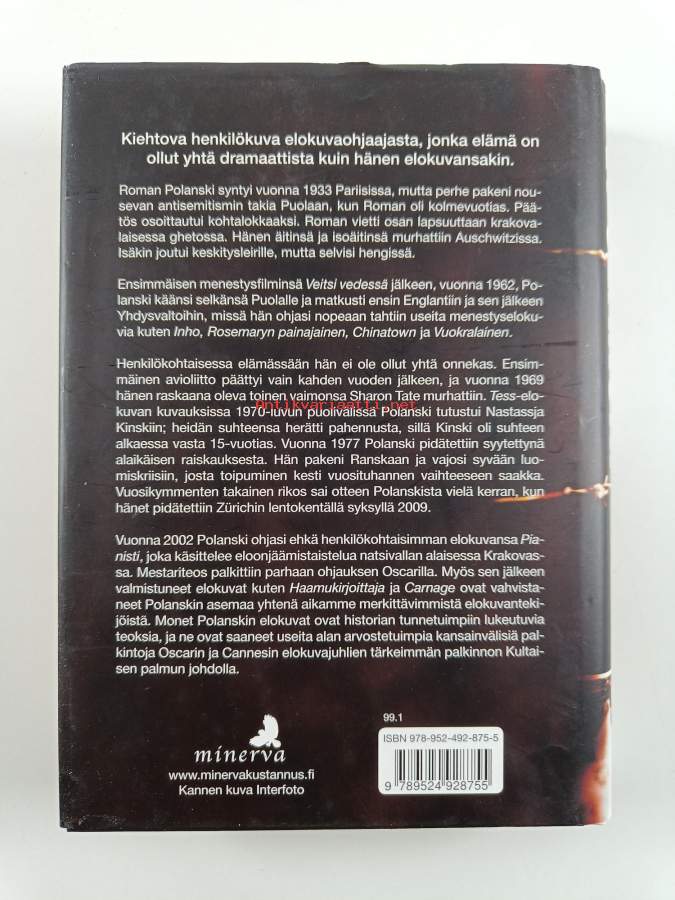 Kiehtova henkilökuva elokuvaohjaajasta, jonka elämä on
ollut yhtä dramaattista kuin hänen elokuvansakin.
Roman Polanski syntyi vuonna 1933 Pariisissa, mutta perhe pakeni nou-
sevan antisemitismin takia Puolaan, kun Roman oli kolmevuotias. Pää-
tös osoittautui kohtalokkaaksi. Roman vietti osan lapsuuttaan krakova-
laisessa ghetossa. Hänen äitinsä ja isoäitinsä murhattiin Auschwitzissa.
Isäkin joutui keskitysleirille, mutta selvisi hengissä.
Ensimmäisen menestysfilminsä Veitsi vedessä jälkeen, vuonna 1962, Po-
lanski käänsi selkänsä Puolalle ja matkusti ensin Englantiin ja sen jälkeen
Yhdysvaltoihin, missä hän ohjasi nopeaan tahtiin useita menestyseloku-
via kuten Inho, Rosemaryn painajainen, Chinatown ja Vuokralainen.
Henkilökohtaisessa elämässään hän ei ole ollut yhtä onnekas. Ensim-
mäinen avioliitto päättyi vain kahden vuoden jälkeen, ja vuonna 1969
hänen raskaana oleva toinen vaimonsa Sharon Tate murhattiin. Tess-elo-
kuvan kuvauksissa 1970-luvun puolivälissä Polanski tutustui Nastassja
Antikvariaatti.net
Kinskiin; heidän suhteensa herätti pahennusta, sillä Kinski oli suhteen
alkaessa vasta 15-vuotias. Vuonna 1977 Polanski pidätettiin syytettynä
alaikäisen raiskauksesta. Hän pakeni Ranskaan ja vajosi syvään luo-
miskriisiin, josta toipuminen kesti vuosituhannen vaihteeseen saakka.
Vuosikymmenten takainen rikos sai otteen Polanskista vielä kerran, kun
hänet pidätettiin Zürichin lentokentällä syksyllä 2009.
Vuonna 2002 Polanski ohjasi ehkä henkilökohtaisimman elokuvansa Pia-
nisti, joka käsittelee eloonjäämistaistelua natsivallan alaisessa Krakovas-
sa. Mestariteos palkittiin parhaan ohjauksen Oscarilla. Myös sen jälkeen
valmistuneet elokuvat kuten Haamukirjoittaja ja Carnage ovat vahvista-
neet Polanskin asemaa yhtenä aikamme merkittävimmistä elokuvanteki-
jöistä. Monet Polanskin elokuvat ovat historian tunnetuimpiin lukeutuvia
teoksia, ja ne ovat saaneet useita alan arvostetuimpia kansainvälisiä pal-
kintoja Oscarin ja Cannesin elokuvajuhlien tärkeimmän palkinnon Kultai-
sen palmun johdolla.
minerva
www.minervakustannus.fi
Kannen kuva Interfoto
99.1
ISBN 978-952-492-875-5
9 789524 928755